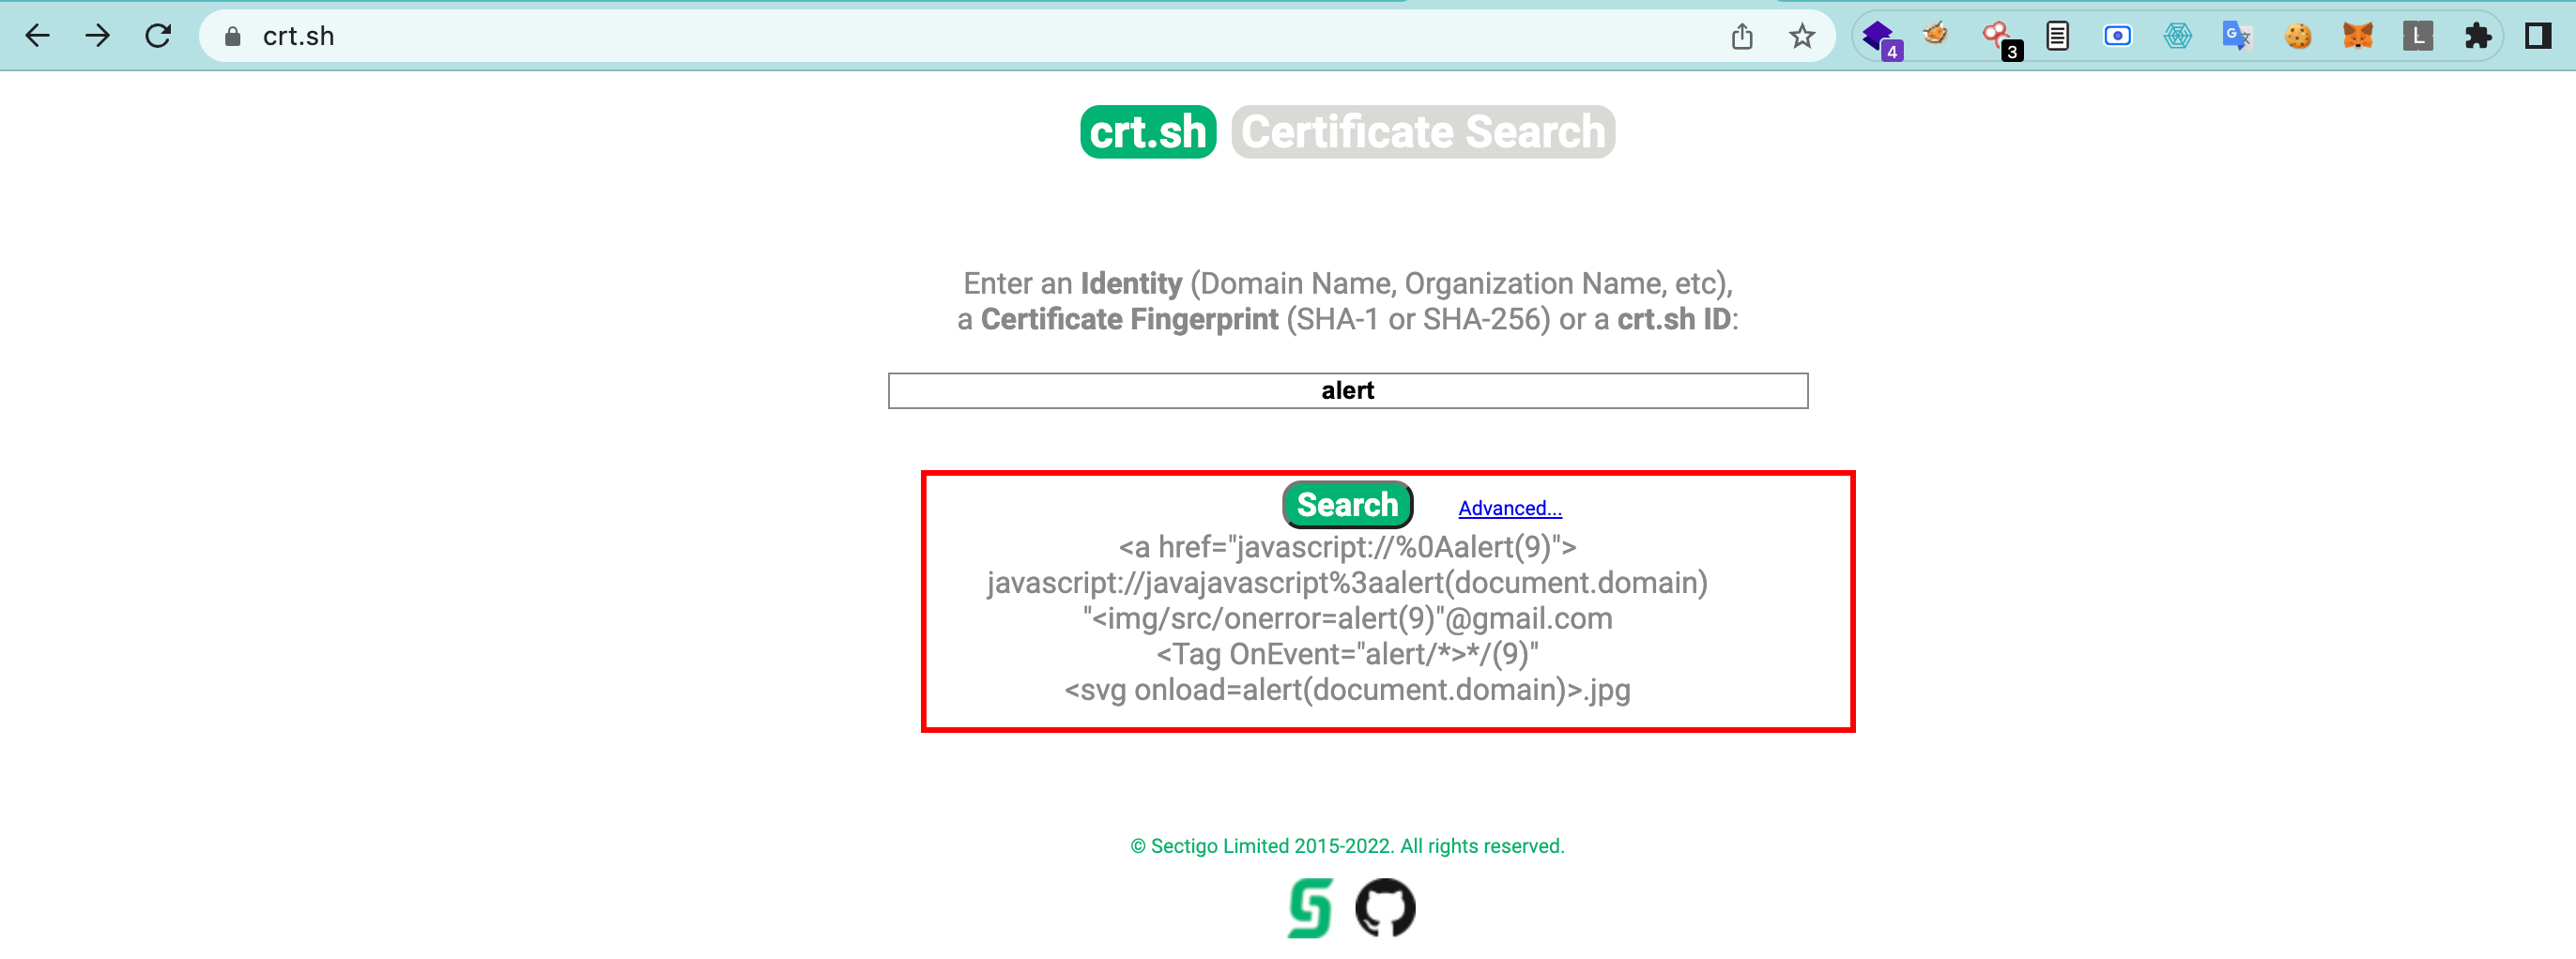 crt.sh
4
3
G
L
crt.sh Certificate Search
Enter an Identity (Domain Name, Organization Name, etc),
a Certificate Fingerprint (SHA-1 or SHA-256) or a crt.sh ID:
alert
Search Advanced...
<a href="javascript://%0Aalert(9)">
javascript://javajavascript%3aalert(document.domain)
"<img/src/onerror=alert(9)"@gmail.com
<Tag OnEvent="alert/*>*/(9)"
<svg onload=alert(document.domain)>.jpg
© Sectigo Limited 2015-2022. All rights reserved.